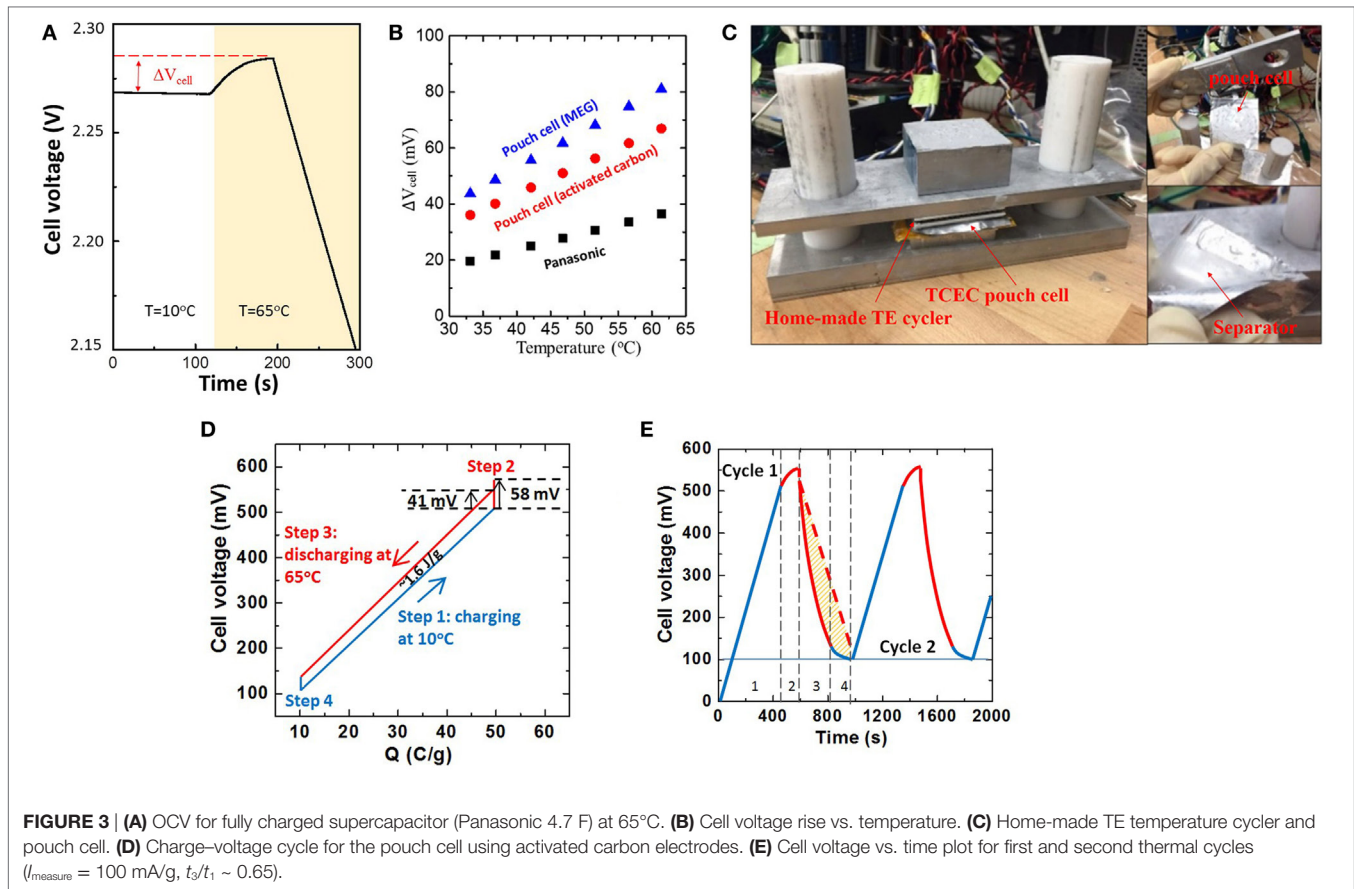 A
2.30
2.25
2.20
2.15
Cell voltage (V)
ΔVcell
T=10°C
T=65°C
0
100
200
300
Time (s)
B
100
80
60
40
20
0
ΔVcell (mV)
Pouch cell (MEG)
Pouch cell (activated carbon)
Panasonic
30
35
40
45
50
55
60
65
Temperature (°C)
C
TCEC pouch cell
Home-made TE cycler
pouch cell
Separator
D
600
500
400
300
200
100
Cell voltage (mV)
Step 2
41 mV
58 mV
Step 3:
discharging at
65°C
~1.6 J/g
Step 1: charging
at 10°C
Step 4
10
20
30
40
50
60
Q (C/g)
E
600
500
400
300
200
100
0
Cell voltage (mV)
Cycle 1
Cycle 2
1
2
3
4
0
400
800
1200
1600
2000
Time (s)
FIGURE 3 | (A) OCV for fully charged supercapacitor (Panasonic 4.7 F) at 65°C. (B) Cell voltage rise vs. temperature. (C) Home-made TE temperature cycler and
pouch cell. (D) Charge–voltage cycle for the pouch cell using activated carbon electrodes. (E) Cell voltage vs. time plot for first and second thermal cycles
(Imeasure = 100 mA/g, t3/t1 ~ 0.65).